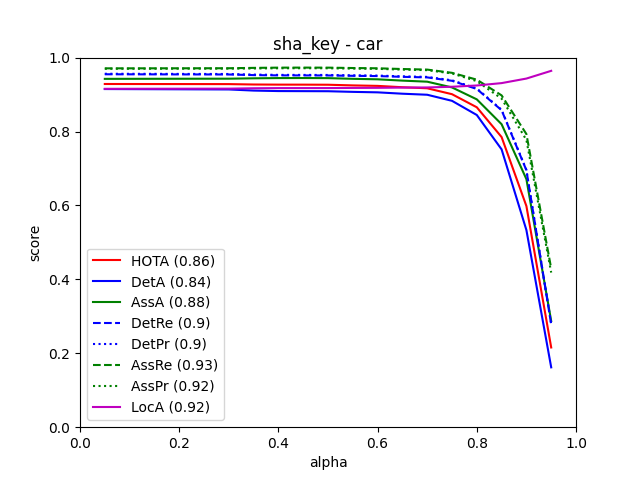 sha_key - car
1.0
0.8
0.6
0.4
0.2
0.0
score
HOTA (0.86)
DetA (0.84)
AssA (0.88)
DetRe (0.9)
DetPr (0.9)
AssRe (0.93)
AssPr (0.92)
LocA (0.92)
0.0 0.2 0.4 0.6 0.8 1.0
alpha